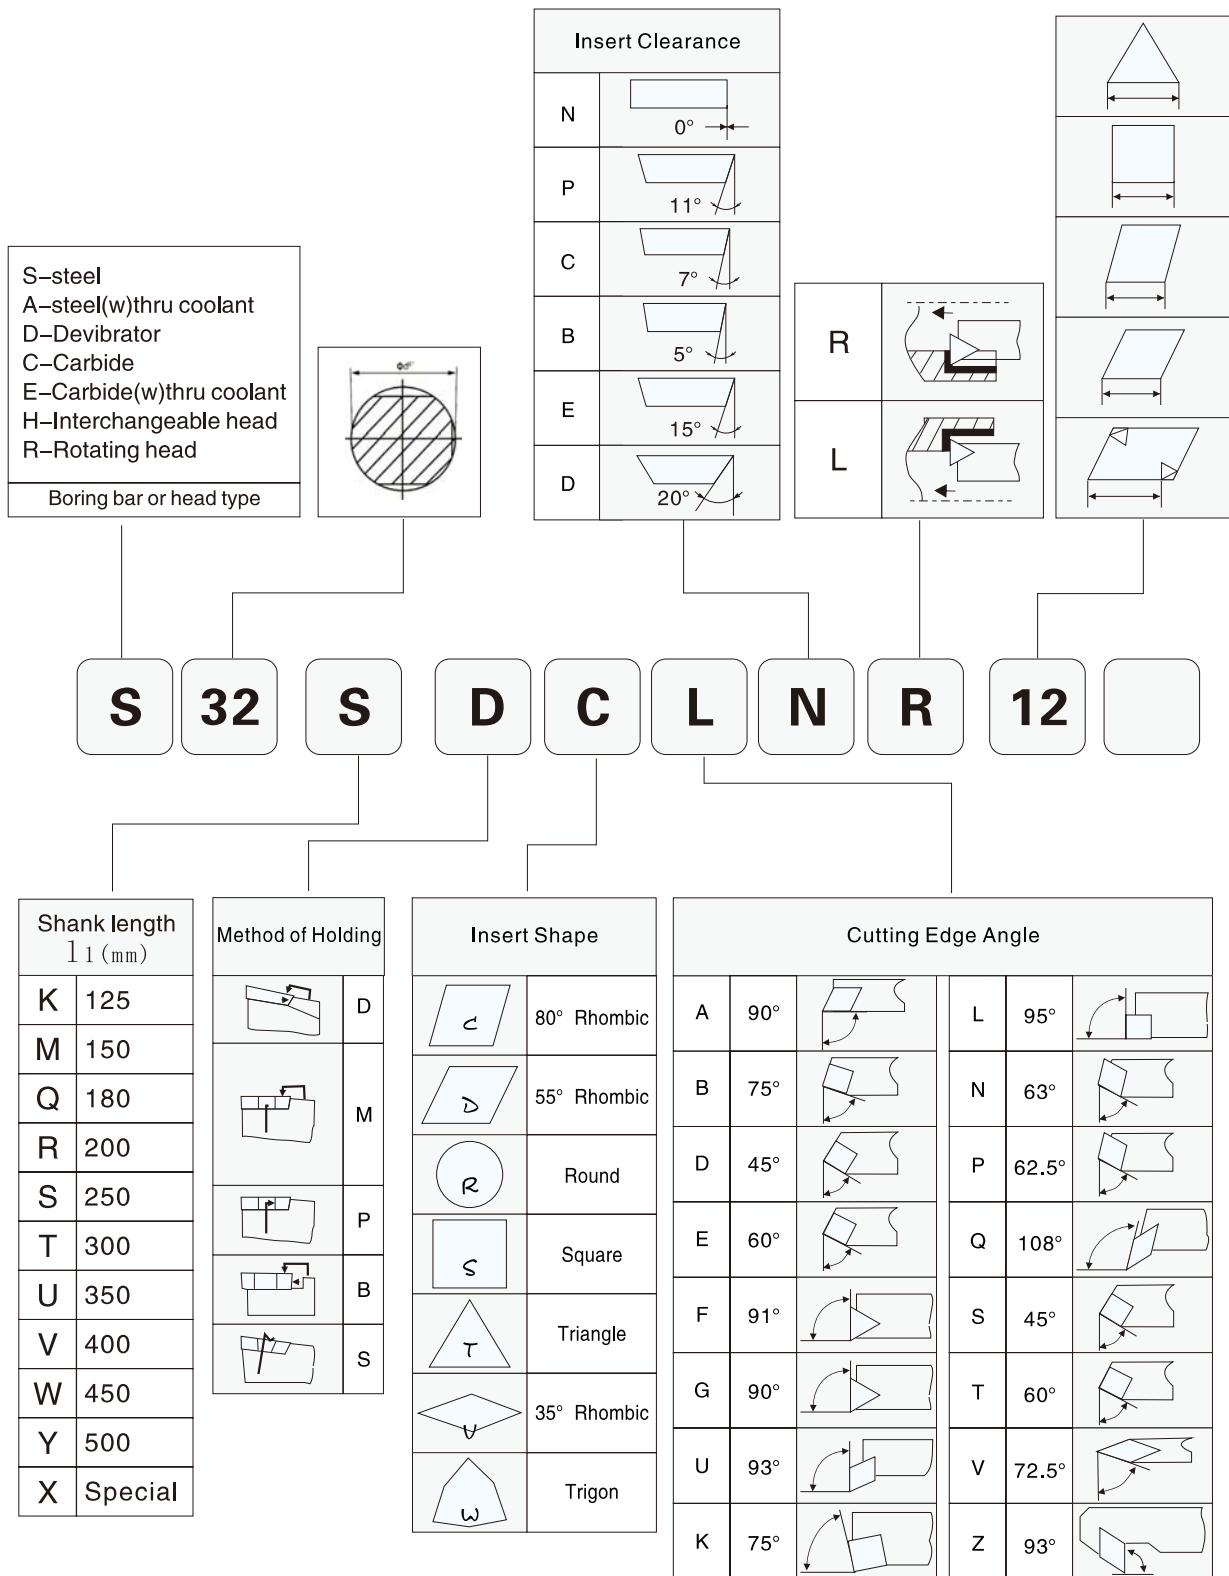 Insert Clearance
N
0°
P
11°
C
7°
B
5°
E
15°
D
20°
S–steel
A–steel(w)thru coolant
D–Devibrator
C–Carbide
E–Carbide(w)thru coolant
H–Interchangeable head
R–Rotating head
Boring bar or head type
R
L
S 32 S D C L N R 12
Shank length
l1(mm)
K 125
M 150
Q 180
R 200
S 250
T 300
U 350
V 400
W 450
Y 500
X Special
Method of Holding
D
M
P
B
S
Insert Shape
C 80° Rhombic
D 55° Rhombic
R Round
S Square
T Triangle
V 35° Rhombic
W Trigon
Cutting Edge Angle
A 90° L 95°
B 75° N 63°
D 45° P 62.5°
E 60° Q 108°
F 91° S 45°
G 90° T 60°
U 93° V 72.5°
K 75° Z 93°